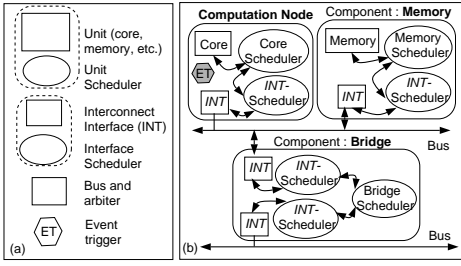 Unit (core,
memory, etc.)
Unit
Scheduler
Interconnect
Interface (INT)
Interface
Scheduler
Bus and
arbiter
ET
Event
trigger
(a)
Computation Node
Core
Core
Scheduler
ET
INT
INT-
Scheduler
Component : Memory
Memory
Memory
Scheduler
INT
INT-
Scheduler
Bus
Component : Bridge
INT
INT-
Scheduler
INT
INT-
Scheduler
Bridge
Scheduler
(b)
Bus